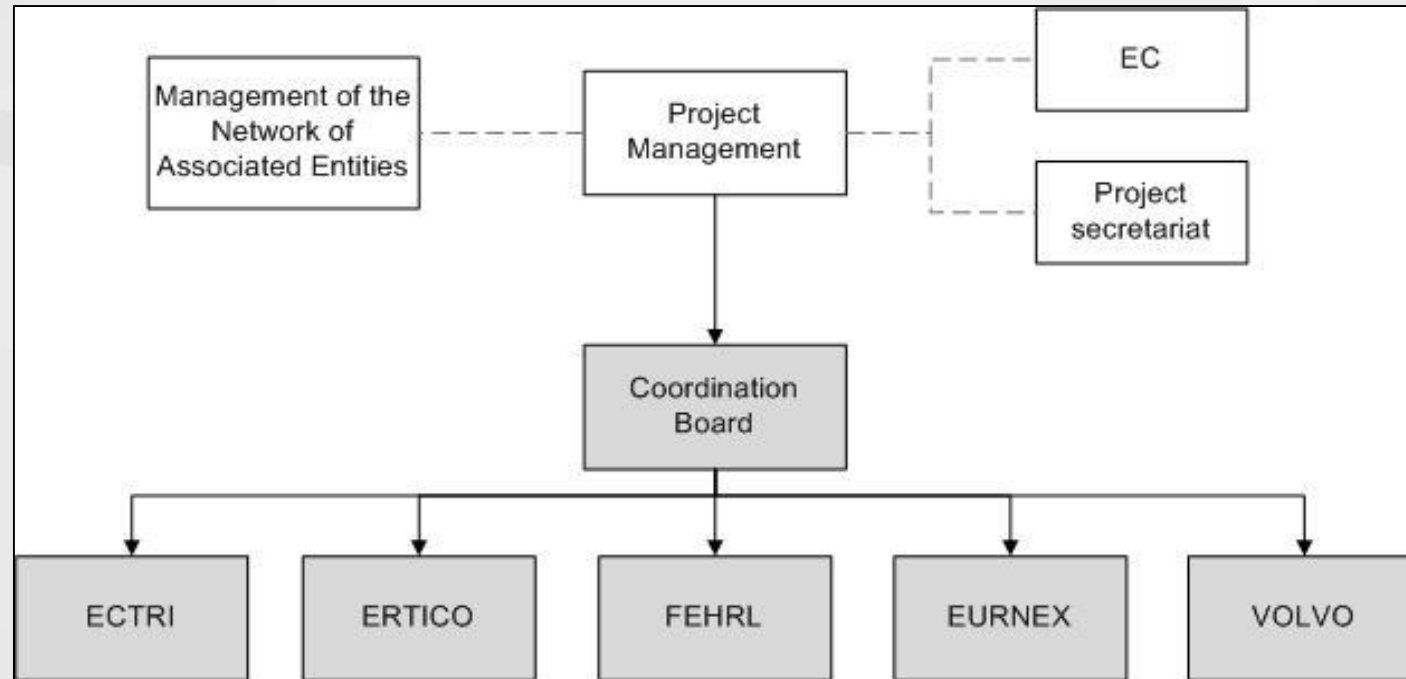 Management of the
Network of
Associated Entities
Project
Management
EC
Project
secretariat
Coordination
Board
ECTRI
ERTICO
FEHRL
EURNEX
VOLVO